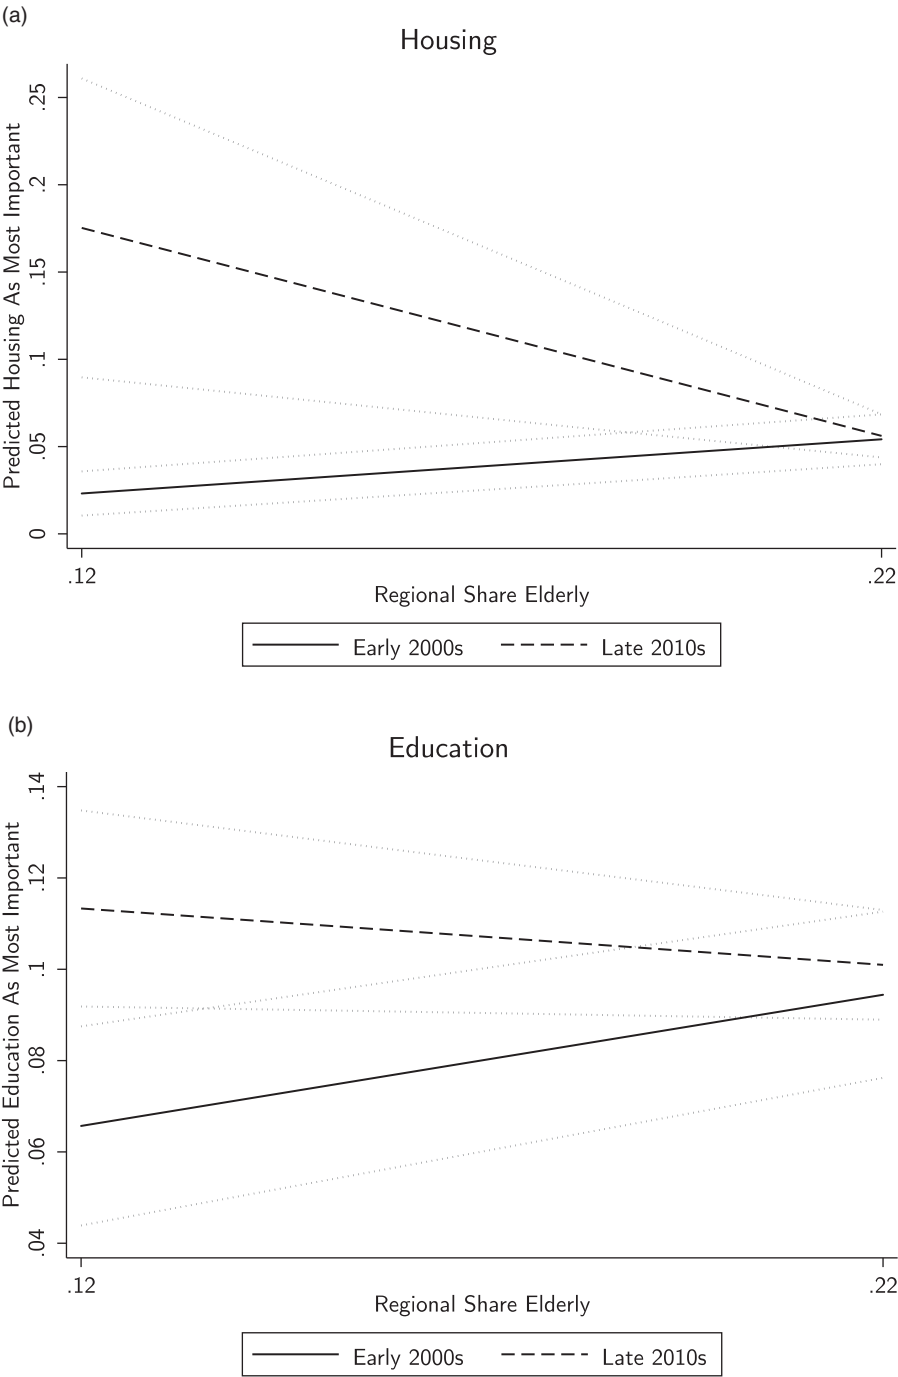 (a)
Housing
Predicted Housing As Most Important
.25
.2
.15
.1
.05
0
.12
.22
Regional Share Elderly
Early 2000s
Late 2010s
(b)
Education
Predicted Education As Most Important
.14
.12
.1
.08
.06
.04
.12
.22
Regional Share Elderly
Early 2000s
Late 2010s